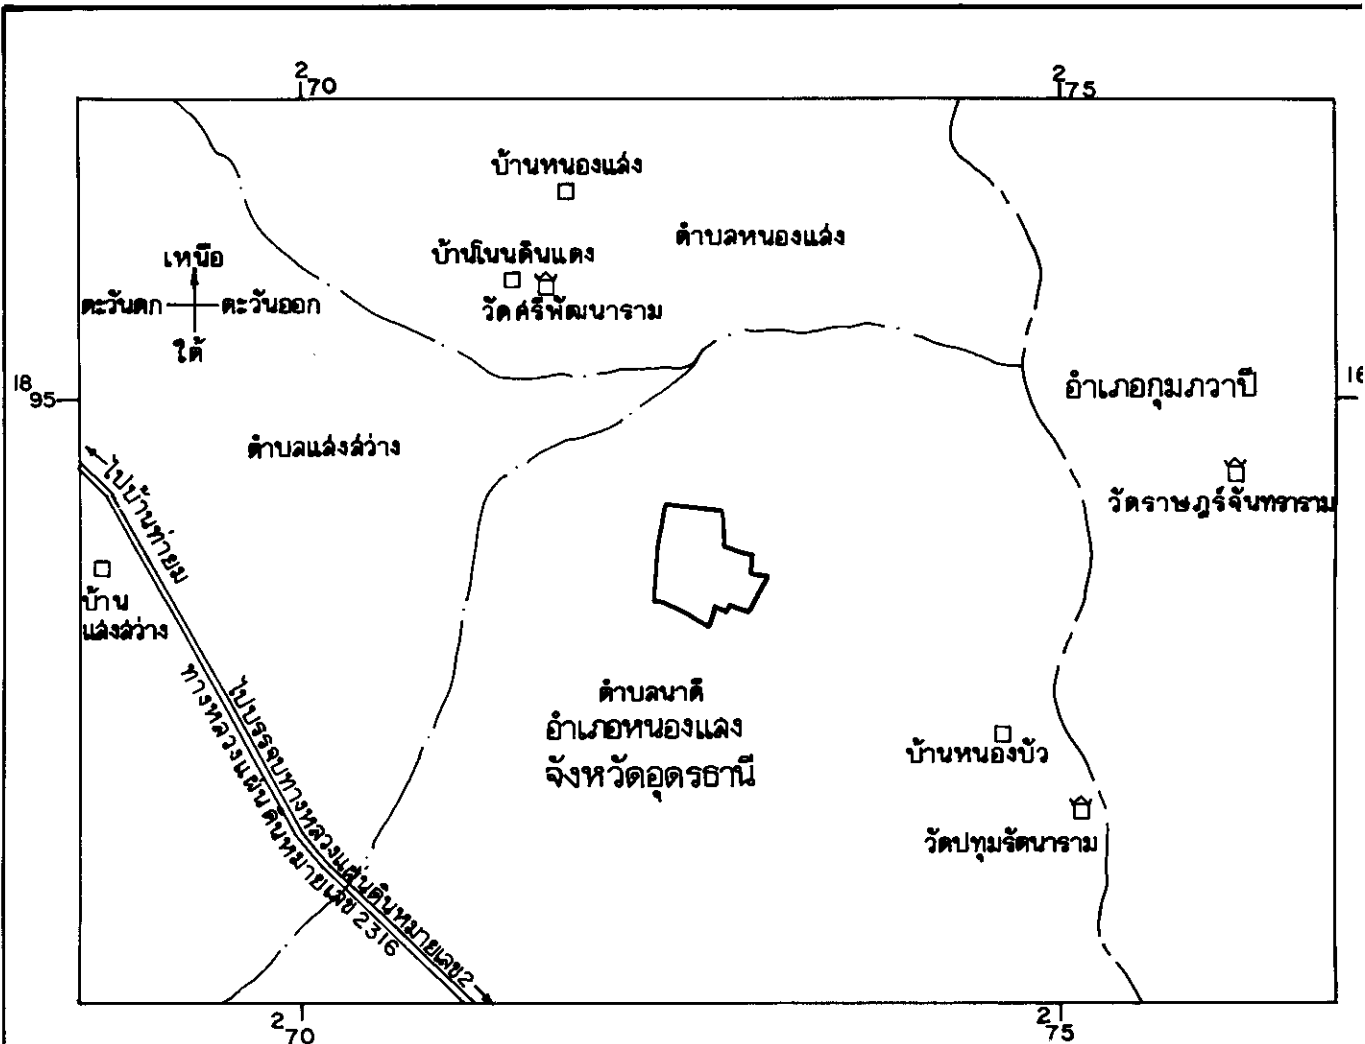 2 70
2 75
บ้านหนองแสง
ตำบลหนองแสง
บ้านโนนดินแดง
วัดศรีพัฒนาราม
เหนือ
ตะวันตก
ตะวันออก
ใต้
18 95
อำเภอกุมภวาปี
ตำบลแสงสว่าง
วัดราษฎร์จันทราราม
ไปบ้านท่ายม
บ้าน
แสงสว่าง
ทางหลวงแผ่นดินหมายเลข 2316
ไปบรรจบทางหลวงแผ่นดินหมายเลข 2
ตำบลนาดี
อำเภอหนองแสง
จังหวัดอุดรธานี
บ้านหนองบัว
วัดปทุมรัตนาราม
2 70
2 75